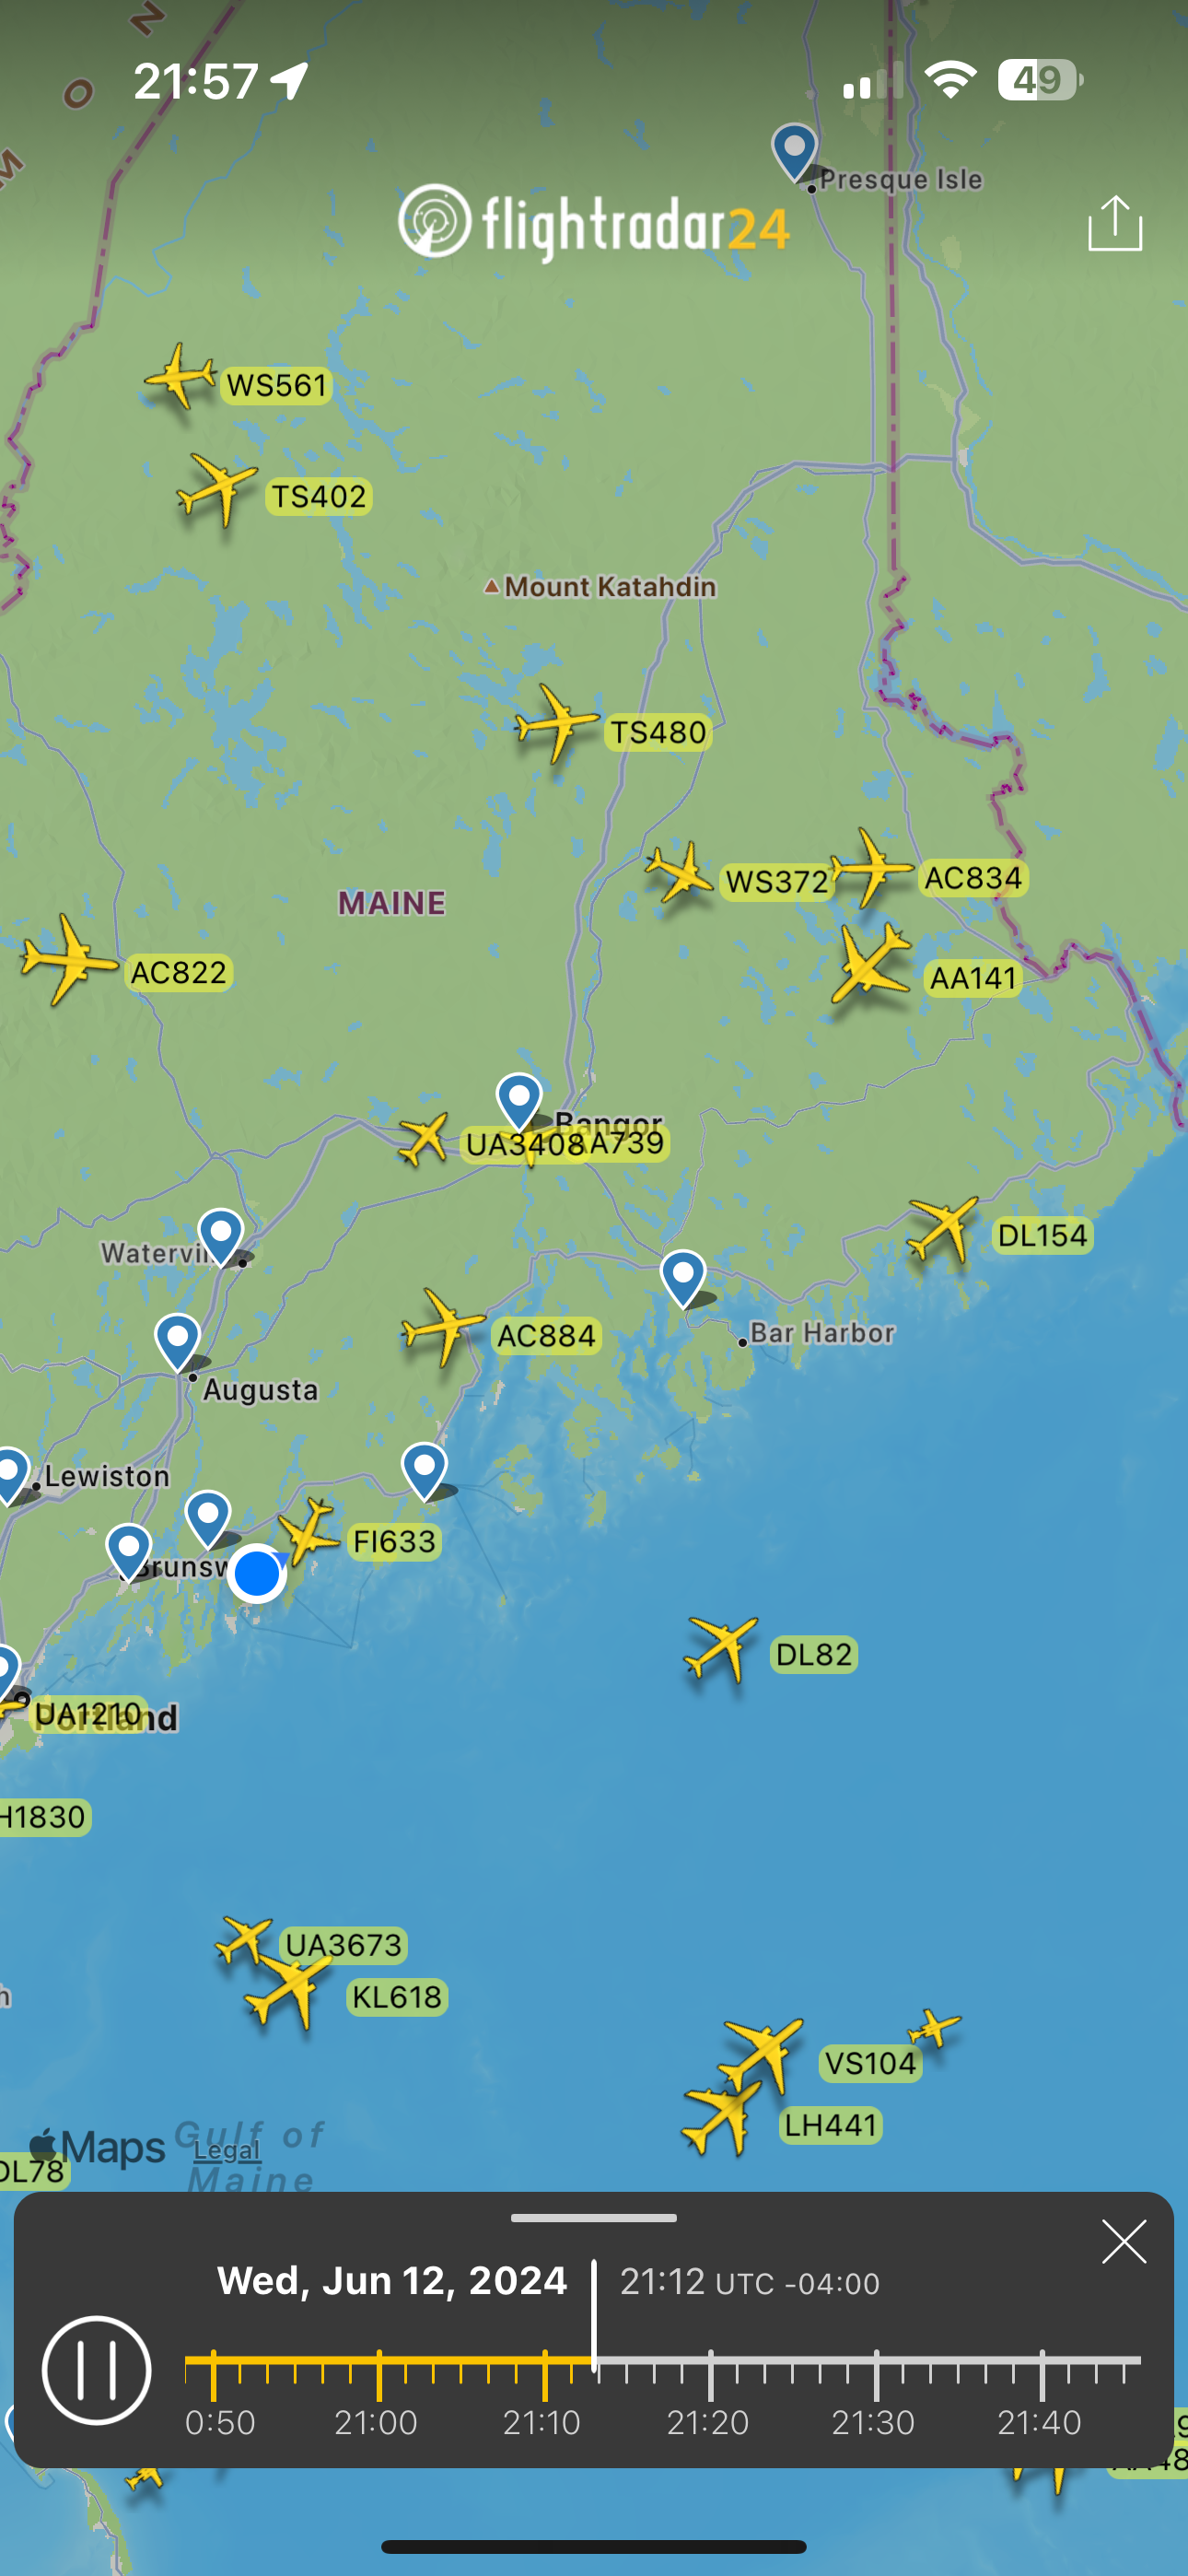 N
O
M
21:57
49
Presque Isle
flightradar24
WS561
TS402
Mount Katahdin
TS480
WS372
AC834
MAINE
AC822
AA141
Bangor
UA3408
AA739
Watervil
DL154
AC884
Bar Harbor
Augusta
Lewiston
FI633
Brunsw
DL82
UA1210
Portland
H1830
UA3673
KL618
h
VS104
LH441
Maps
Gulf of
Maine
Legal
DL78
Wed, Jun 12, 2024
21:12 UTC -04:00
0:50 21:00 21:10 21:20 21:30 21:40